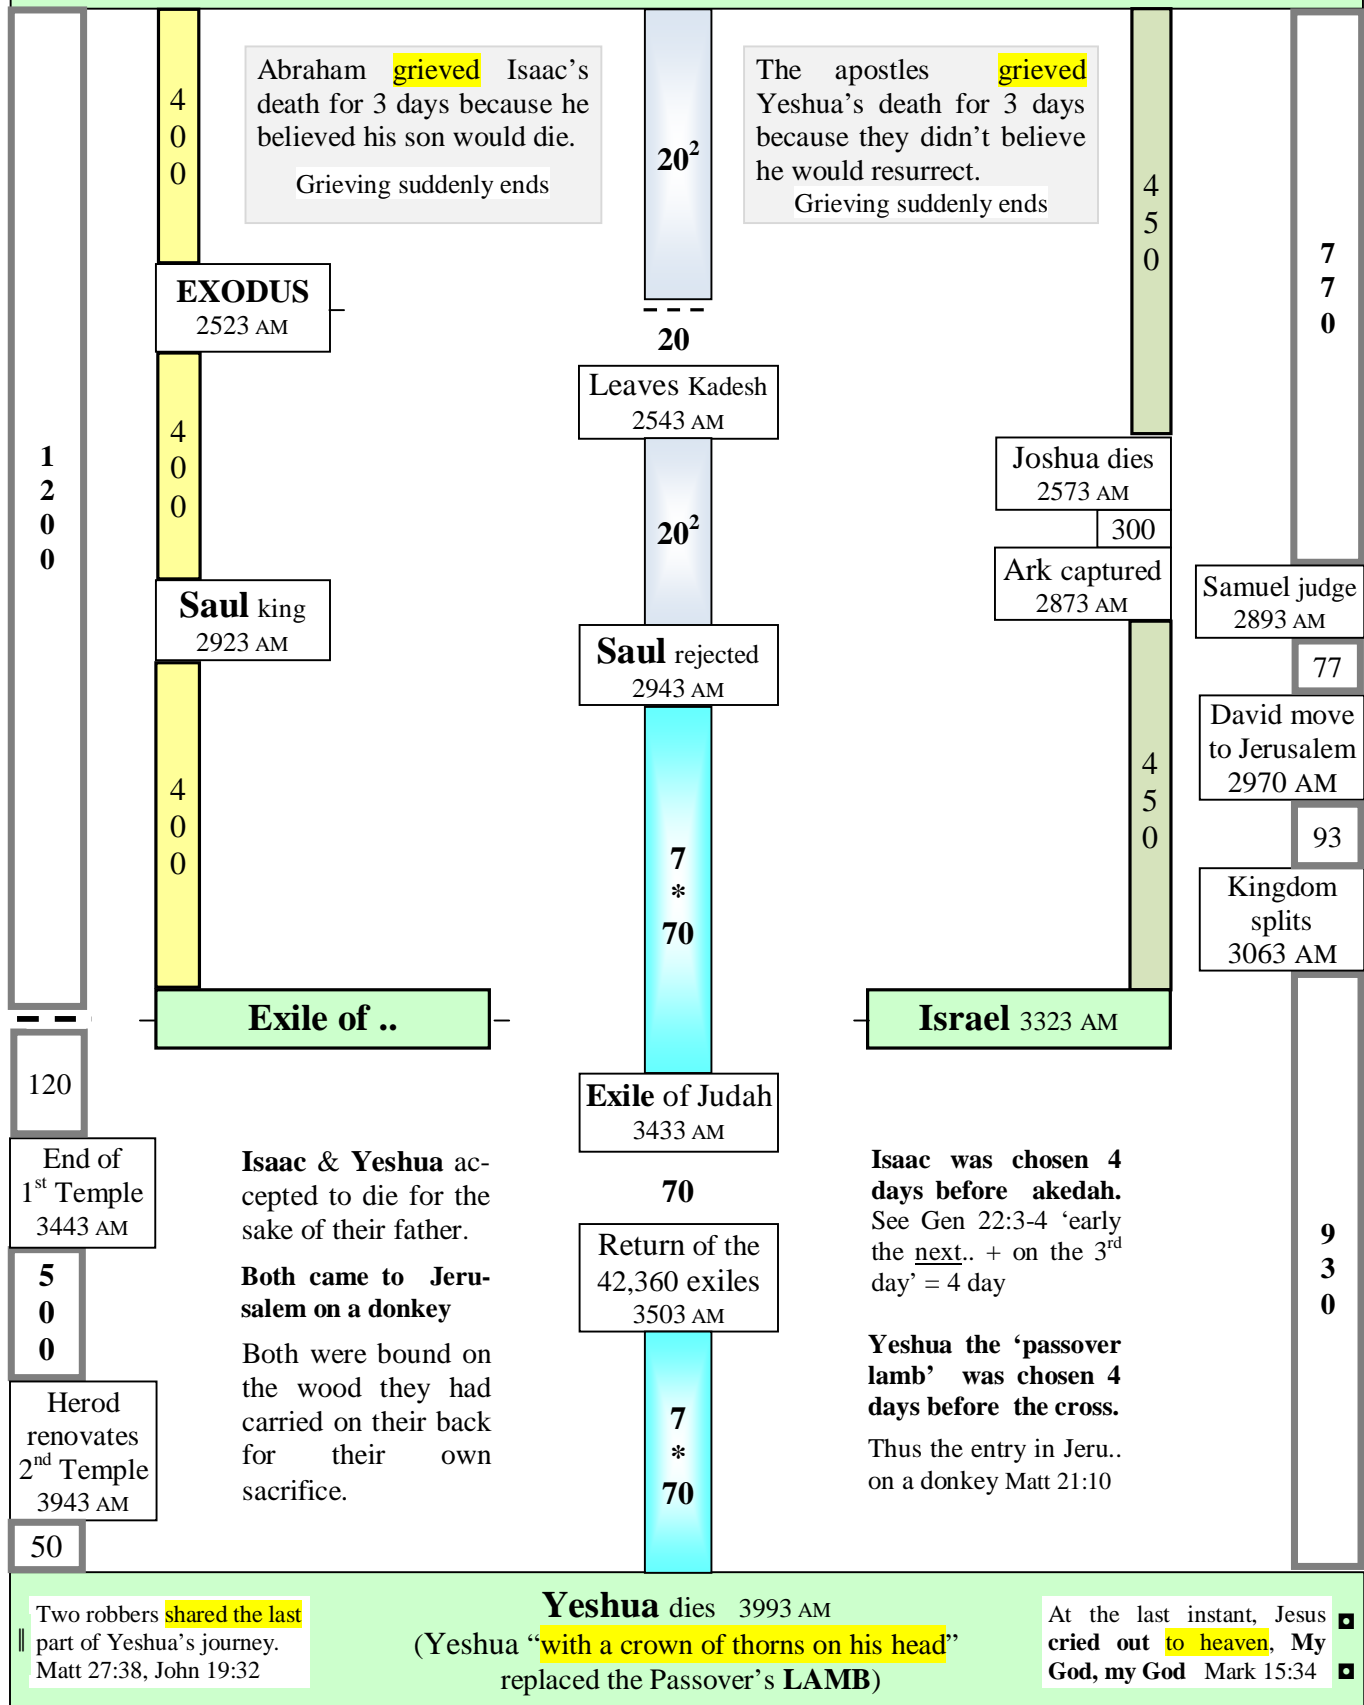 1
2
0
0
4
0
0
Abraham grieved Isaac's
death for 3 days because he
believed his son would die.
Grieving suddenly ends
20²
The apostles grieved
Yeshua's death for 3 days
because they didn't believe
he would resurrect.
Grieving suddenly ends
4
5
0
7
7
0
EXODUS
2523 AM
20
Leaves Kadesh
2543 AM
4
0
0
20²
Joshua dies
2573 AM
300
Ark captured
2873 AM
Samuel judge
2893 AM
Saul king
2923 AM
Saul rejected
2943 AM
77
David move
to Jerusalem
2970 AM
4
0
0
7
*
70
4
5
0
93
Kingdom
splits
3063 AM
Exile of ..
Israel 3323 AM
120
Exile of Judah
3433 AM
End of
1st Temple
3443 AM
Isaac & Yeshua ac-
cepted to die for the
sake of their father.
Both came to Jeru-
salem on a donkey
Both were bound on
the wood they had
carried on their back
for their own
sacrifice.
70
Return of the
42,360 exiles
3503 AM
Isaac was chosen 4
days before akedah.
See Gen 22:3-4 ‘early
the next.. + on the 3rd
day’ = 4 day
Yeshua the ‘passover
lamb’ was chosen 4
days before the cross.
Thus the entry in Jeru..
on a donkey Matt 21:10
9
3
0
5
0
0
Herod
renovates
2nd Temple
3943 AM
50
7
*
70
Two robbers shared the last
‖ part of Yeshua's journey.
Matt 27:38, John 19:32
Yeshua dies 3993 AM
(Yeshua “with a crown of thorns on his head”
replaced the Passover's LAMB)
At the last instant, Jesus
cried out to heaven, My
God, my God Mark 15:34